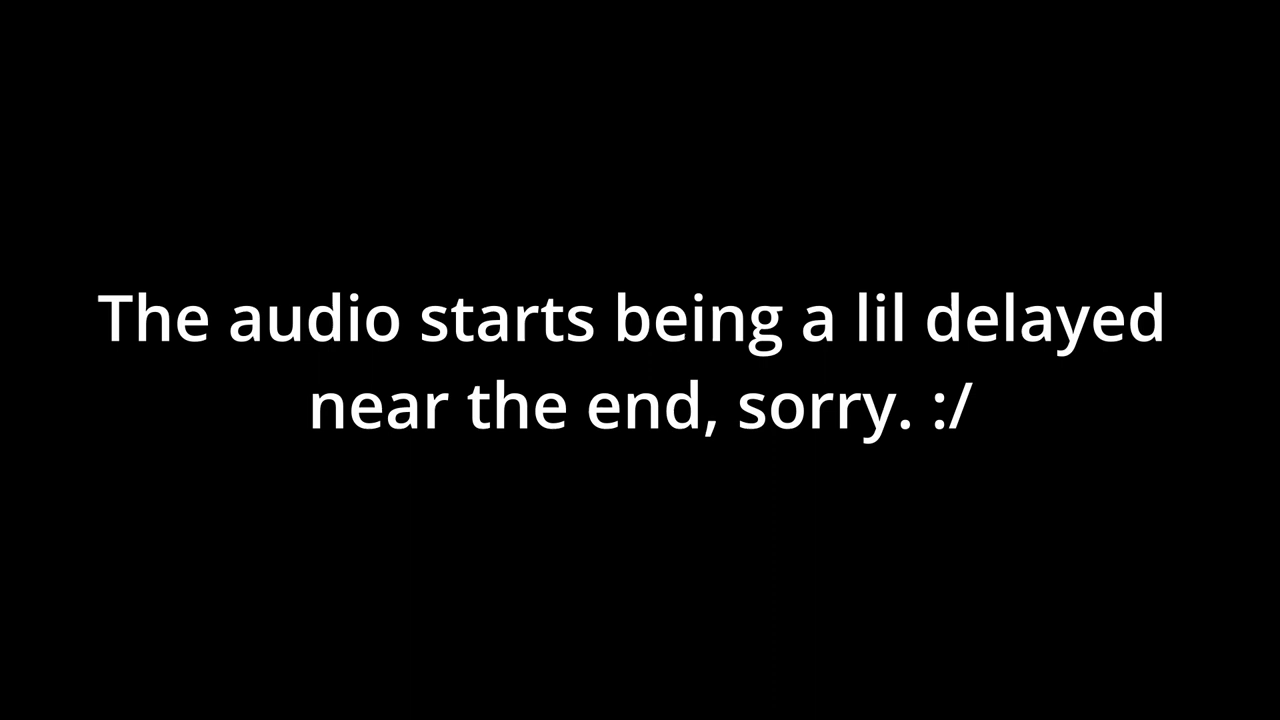 The audio starts being a lil delayed
near the end, sorry. :/